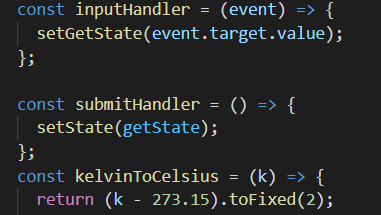 const inputHandler = (event) => {
  setGetState(event.target.value);
};

const submitHandler = () => {
  setState(getState);
};
const kelvinToCelsius = (k) => {
  return (k - 273.15).toFixed(2);